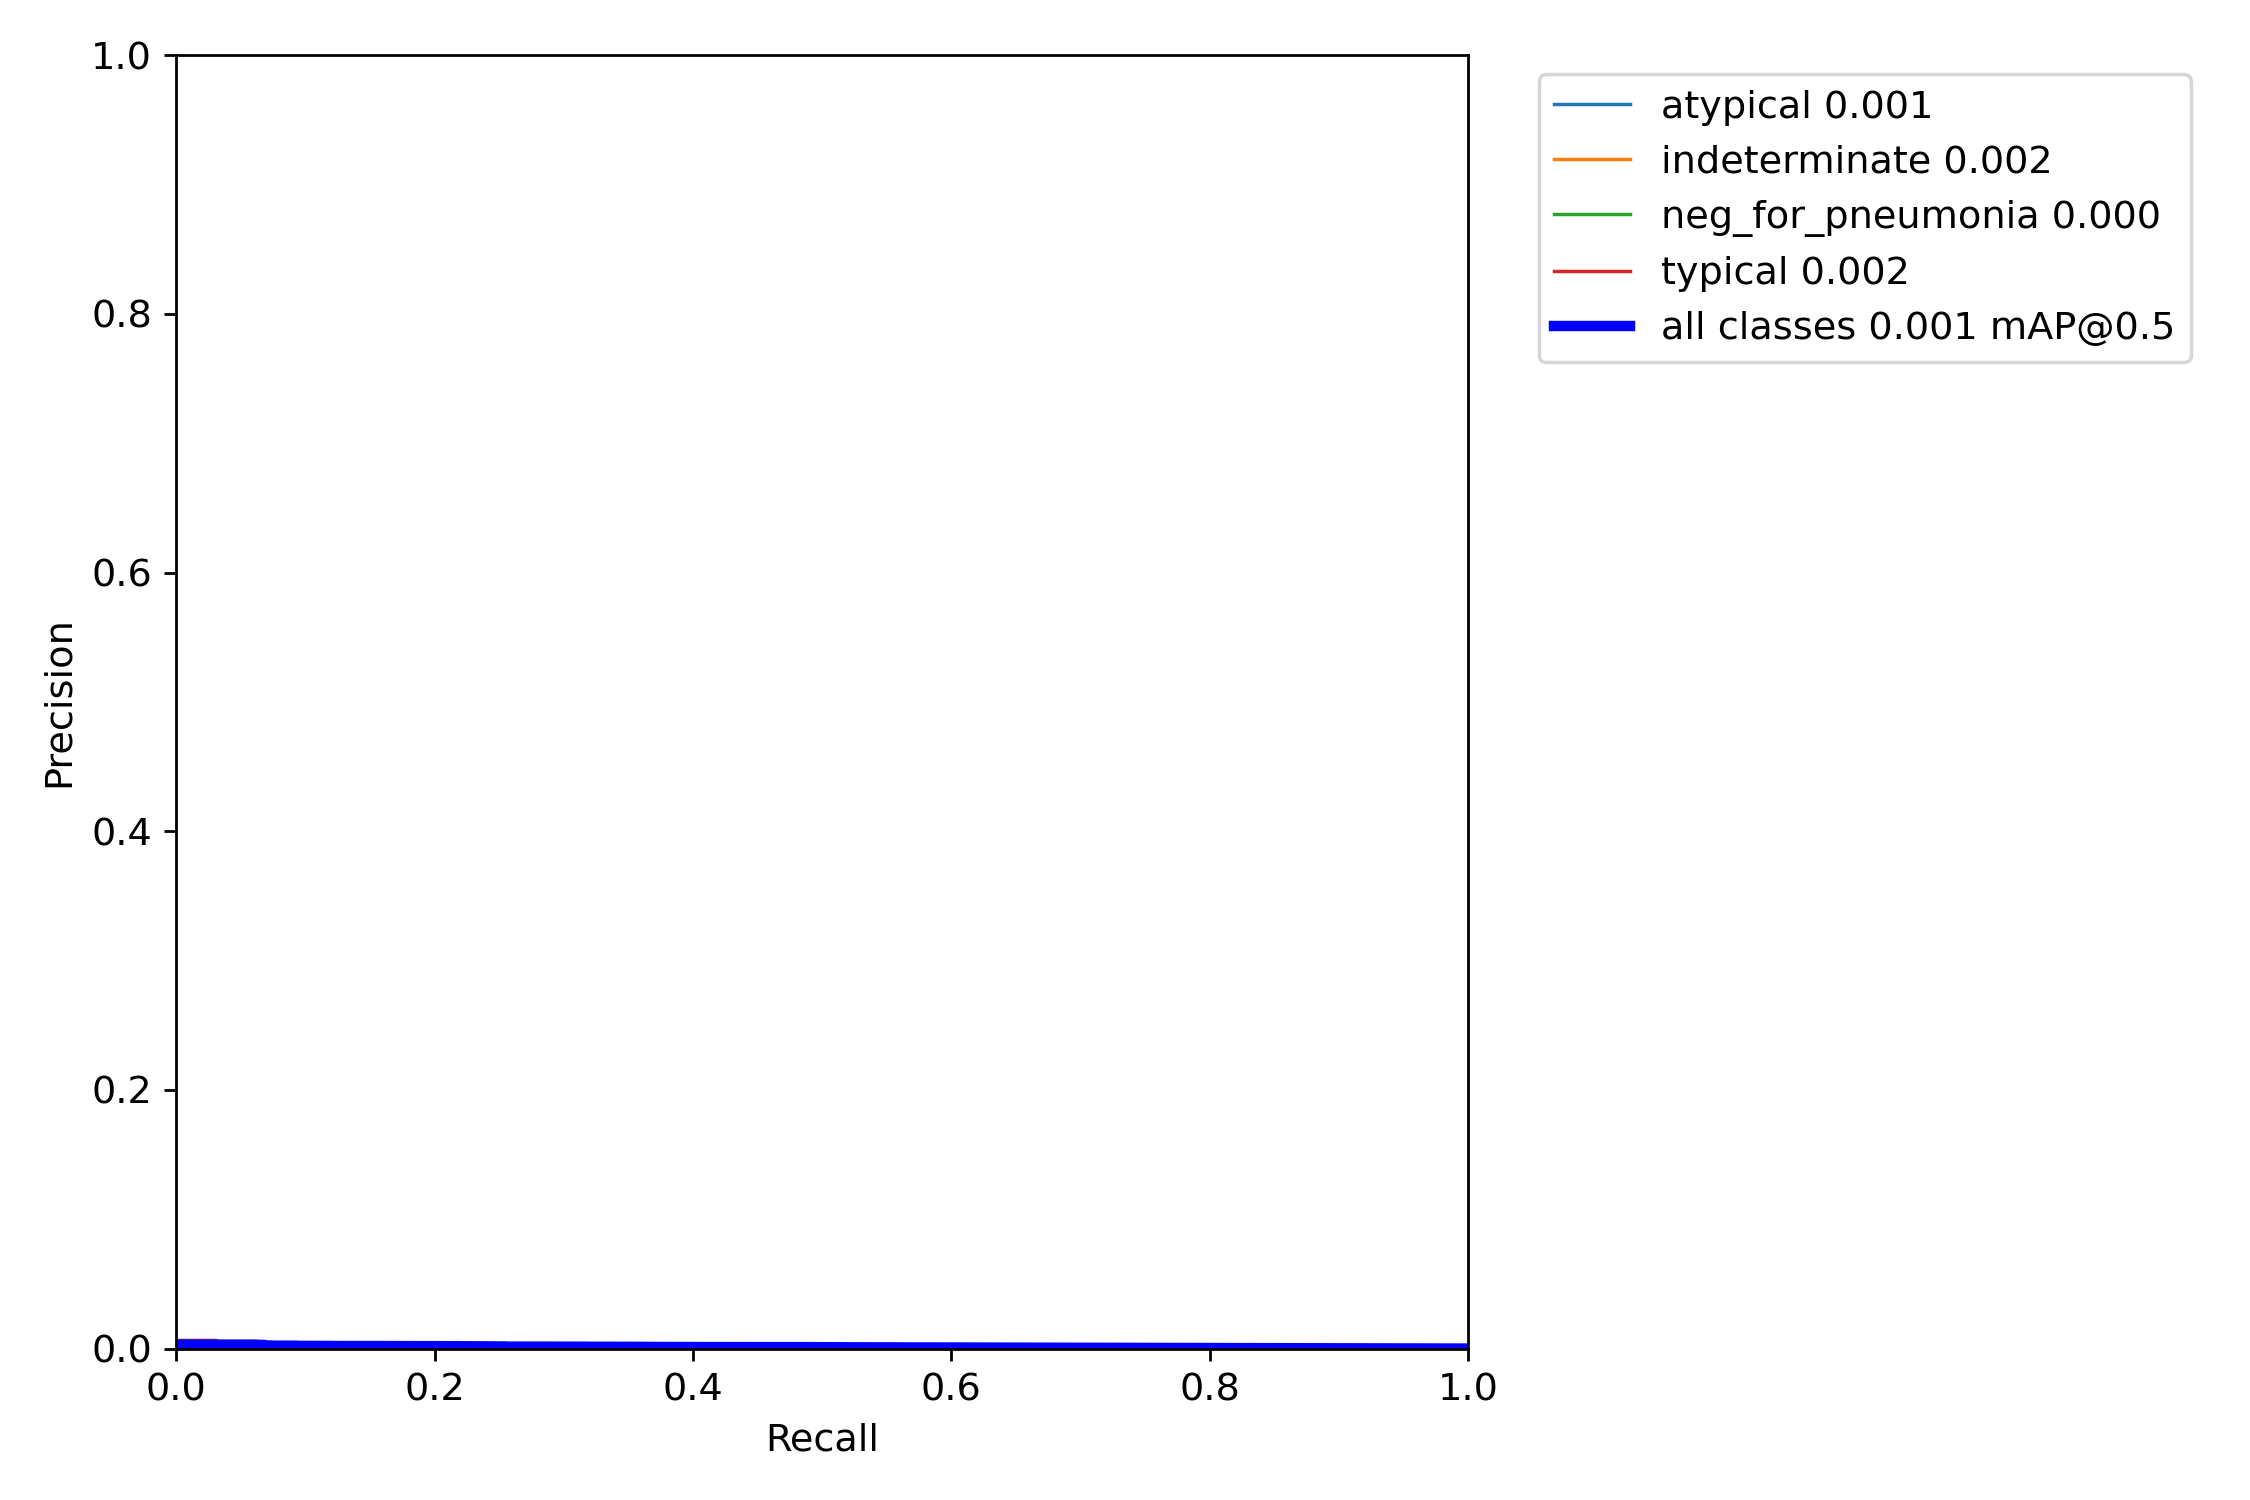 1.0
0.8
0.6
0.4
0.2
0.0
Precision
0.0 0.2 0.4 0.6 0.8 1.0
Recall
atypical 0.001
indeterminate 0.002
neg_for_pneumonia 0.000
typical 0.002
all classes 0.001 mAP@0.5